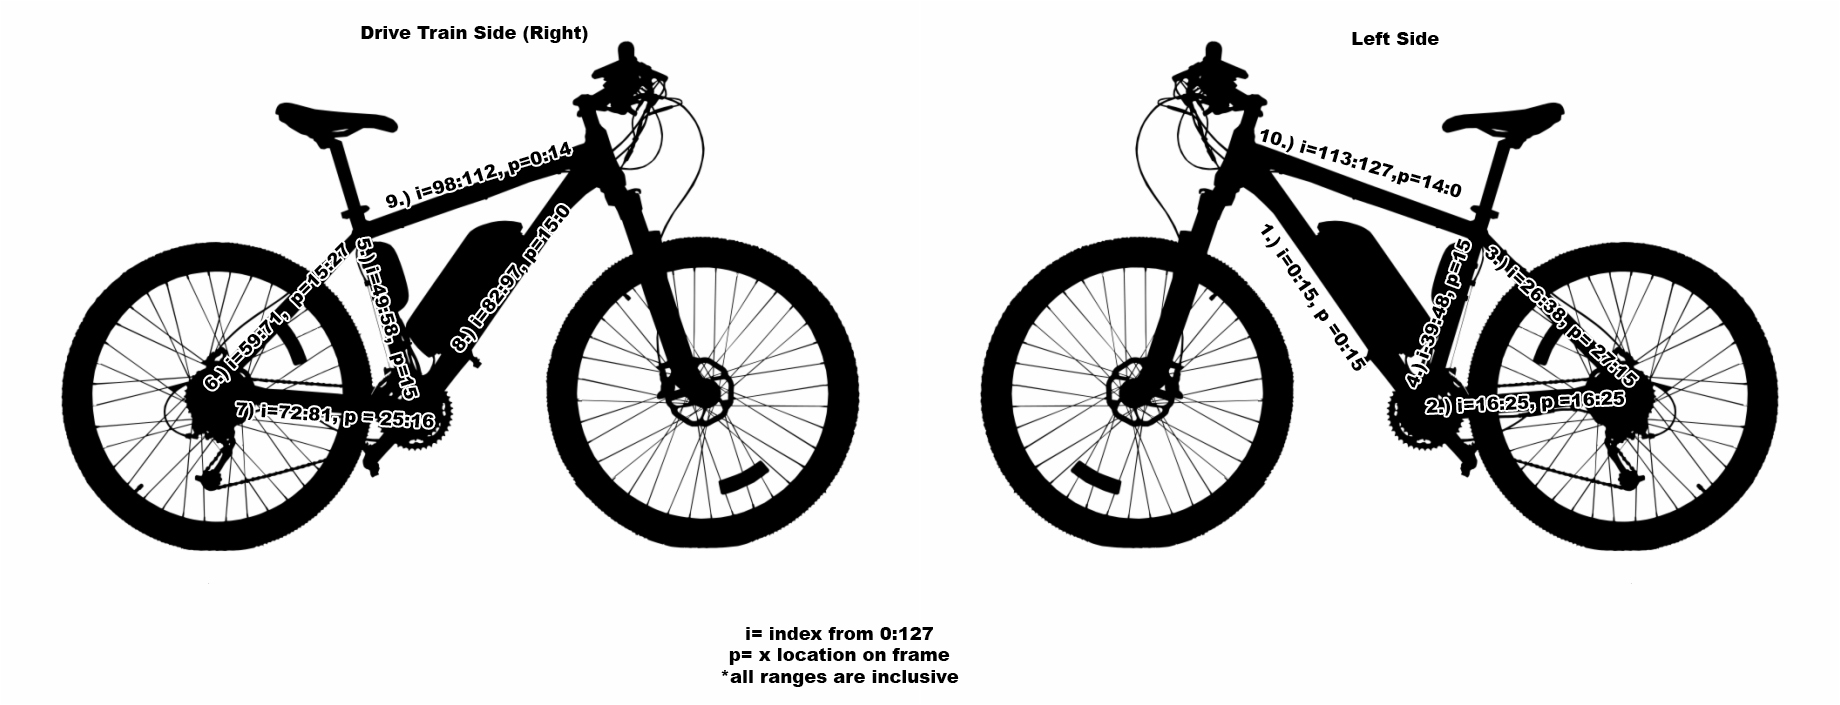 Drive Train Side (Right)
Left Side
9.) i=98:112, p=0:14
10.) i=113:127,p=14:0
5.) i=49:58, p=15
8.) i=82:97, p=15:0
6.) i=59:71, p=15:27
7) i=72:81, p = 25:16
1.) i=0:15, p =0:15
4.) i-39:48, p=15
3.) i=26:38, p= 27:15
2.) i=16:25, p =16:25
i= index from 0:127
p= x location on frame
*all ranges are inclusive